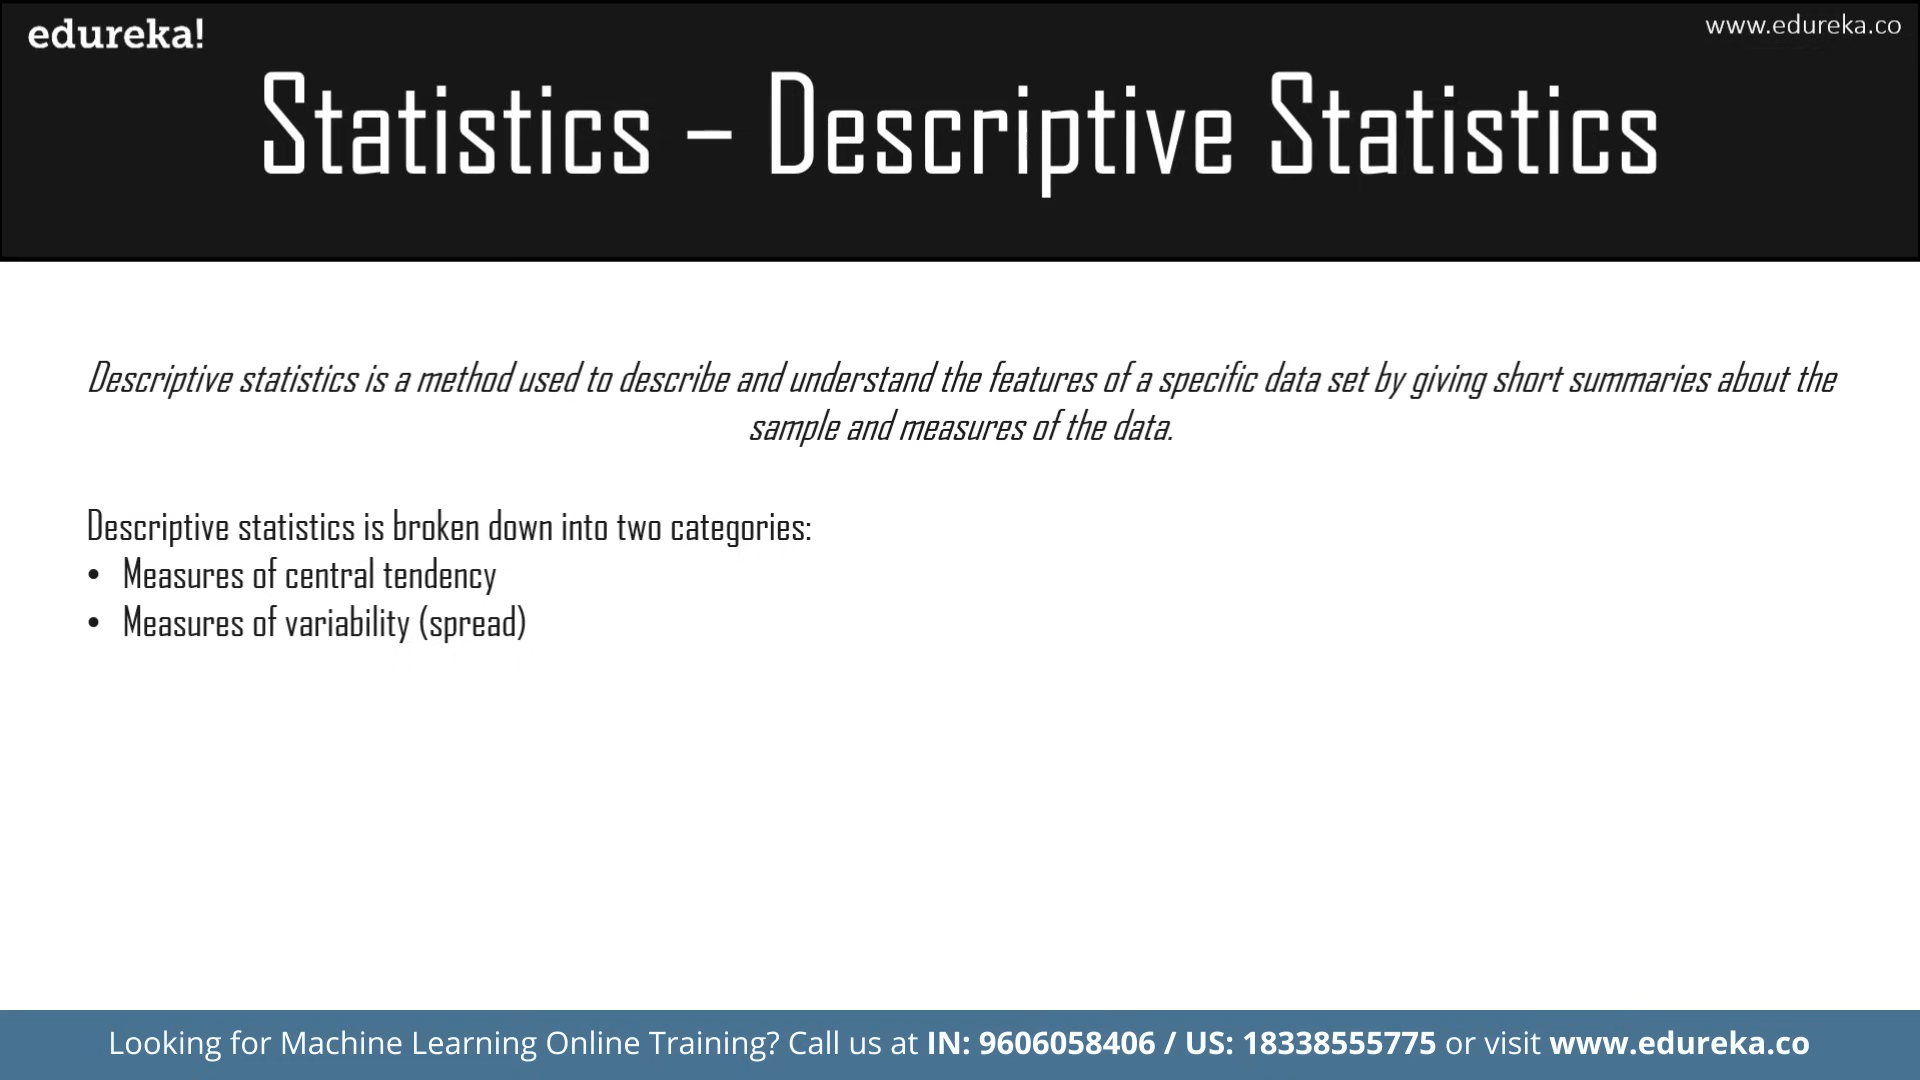 edureka!
www.edureka.co
Statistics – Descriptive Statistics
Descriptive statistics is a method used to describe and understand the features of a specific data set by giving short summaries about the
sample and measures of the data.
Descriptive statistics is broken down into two categories:
• Measures of central tendency
• Measures of variability (spread)
Looking for Machine Learning Online Training? Call us at IN: 9606058406 / US: 18338555775 or visit www.edureka.co